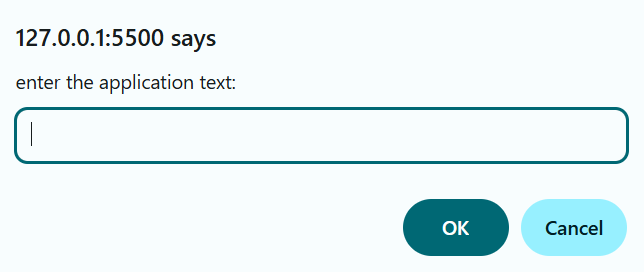 127.0.0.1:5500 says
enter the application text:
OK Cancel